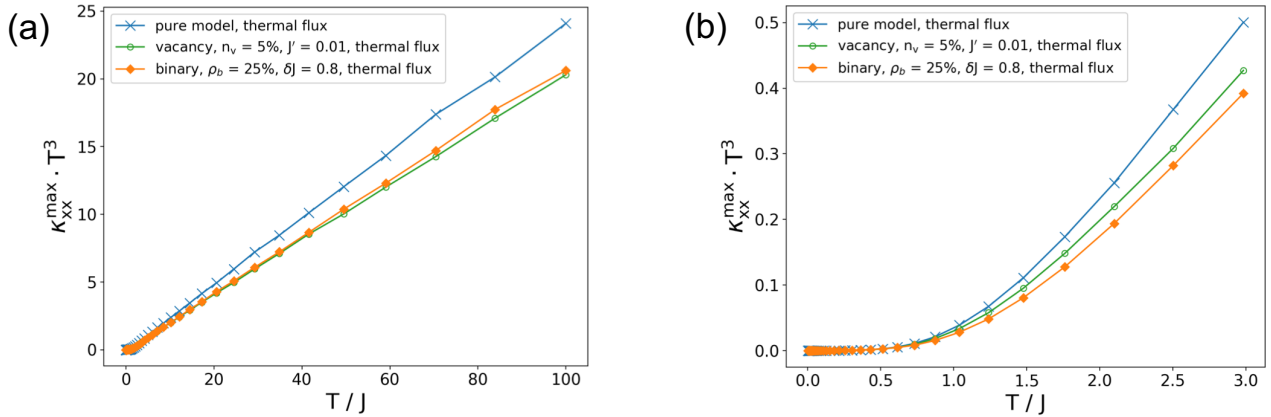 (a)
25
20
15
10
5
0
κ_xx^max · T^3
pure model, thermal flux
vacancy, n_v = 5%, J′ = 0.01, thermal flux
binary, ρ_b = 25%, δJ = 0.8, thermal flux
0 20 40 60 80 100
T / J
(b)
0.5
0.4
0.3
0.2
0.1
0.0
κ_xx^max · T^3
pure model, thermal flux
vacancy, n_v = 5%, J′ = 0.01, thermal flux
binary, ρ_b = 25%, δJ = 0.8, thermal flux
0.0 0.5 1.0 1.5 2.0 2.5 3.0
T / J